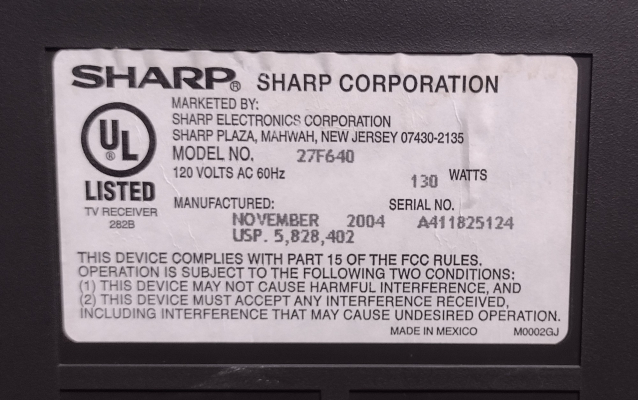 SHARP® SHARP CORPORATION
MARKETED BY:
SHARP ELECTRONICS CORPORATION
SHARP PLAZA, MAHWAH, NEW JERSEY 07430-2135
MODEL NO. 27F640
120 VOLTS AC 60Hz 130 WATTS
UL ®
LISTED
TV RECEIVER
282B
MANUFACTURED: SERIAL NO.
NOVEMBER 2004 A411825124
USP. 5,828,402
THIS DEVICE COMPLIES WITH PART 15 OF THE FCC RULES.
OPERATION IS SUBJECT TO THE FOLLOWING TWO CONDITIONS:
(1) THIS DEVICE MAY NOT CAUSE HARMFUL INTERFERENCE, AND
(2) THIS DEVICE MUST ACCEPT ANY INTERFERENCE RECEIVED,
INCLUDING INTERFERENCE THAT MAY CAUSE UNDESIRED OPERATION.
MADE IN MEXICO M0002GJ